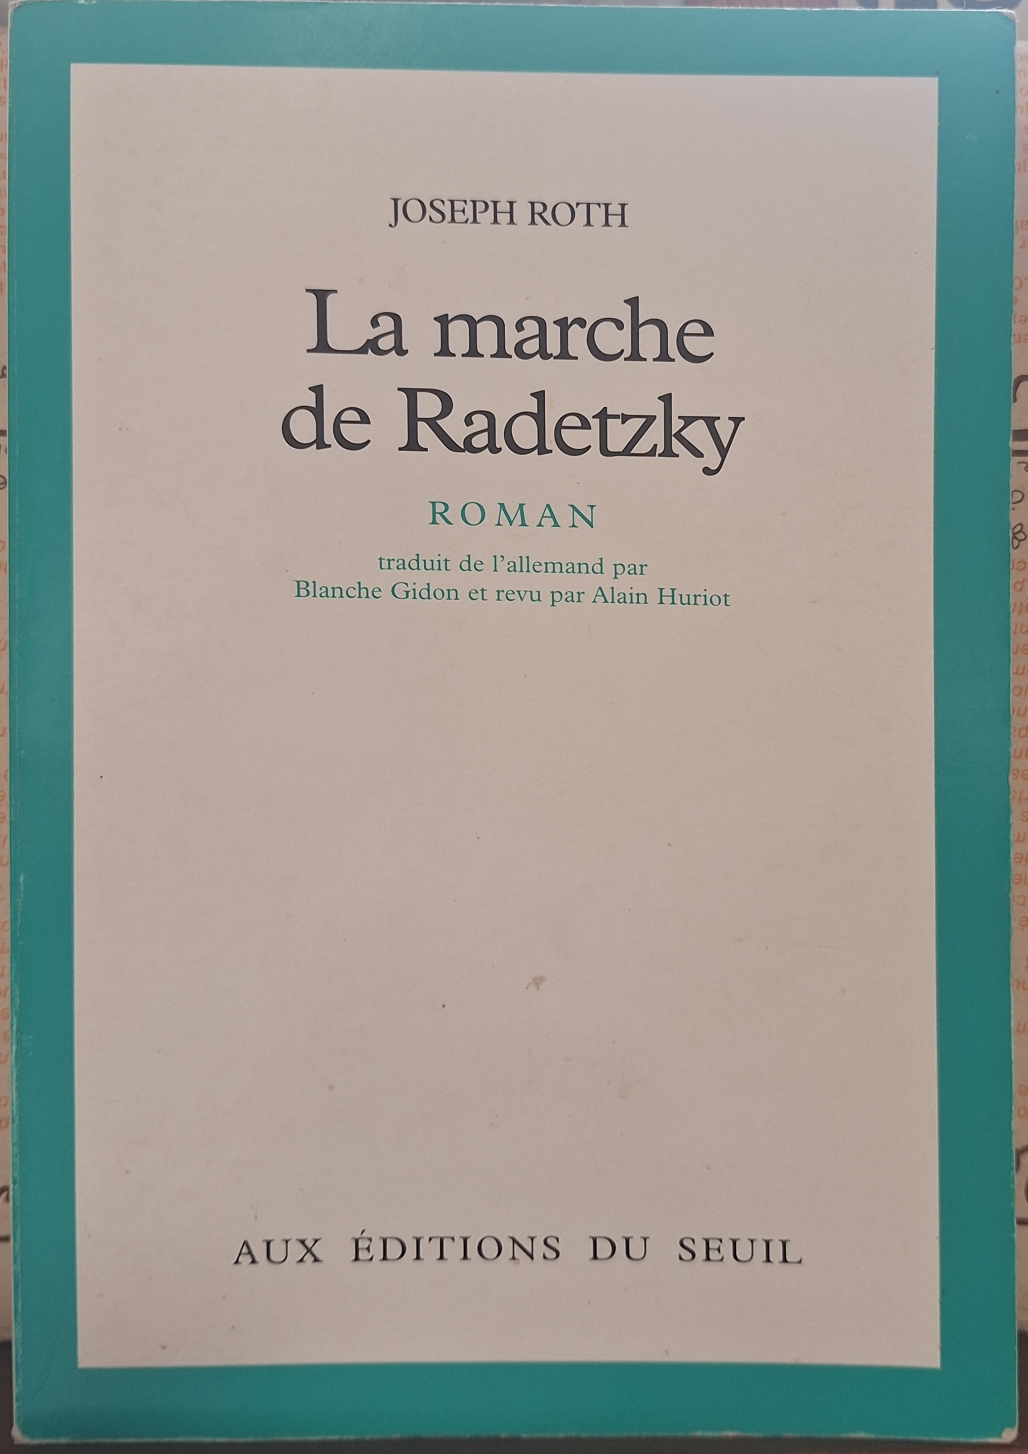 JOSEPH ROTH
La marche
de Radetzky
ROMAN
traduit de l'allemand par
Blanche Gidon et revu par Alain Huriot
AUX ÉDITIONS DU SEUIL